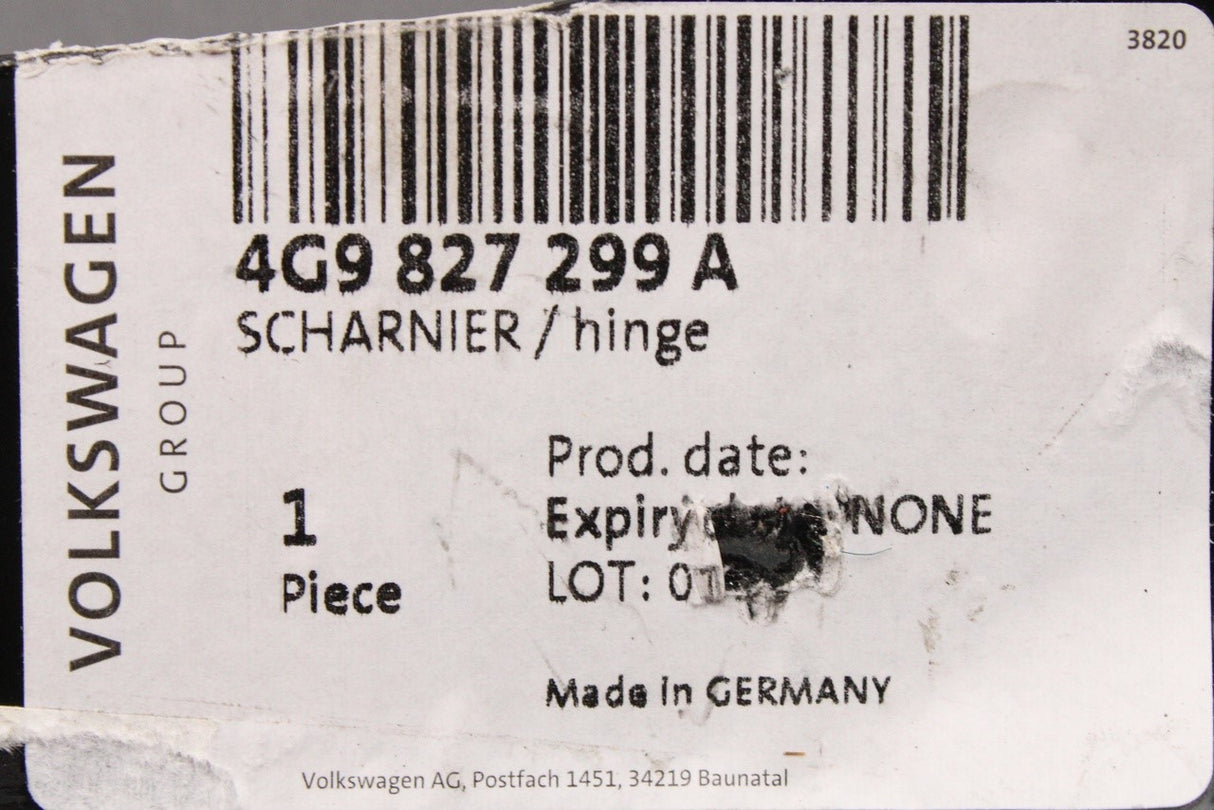 3820
VOLKSWAGEN
GROUP
4G9 827 299 A
SCHARNIER / hinge
1
Piece
Prod. date:
Expiry NONE
LOT:
Made in GERMANY
Volkswagen AG, Postfach 1451, 34219 Baunatal